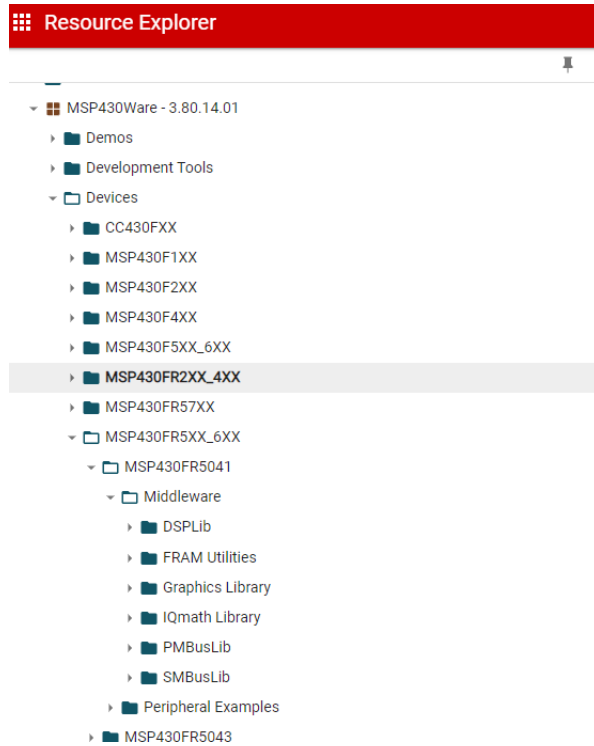 Resource Explorer
MSP430Ware - 3.80.14.01
Demos
Development Tools
Devices
CC430FXX
MSP430F1XX
MSP430F2XX
MSP430F4XX
MSP430F5XX_6XX
MSP430FR2XX_4XX
MSP430FR57XX
MSP430FR5XX_6XX
MSP430FR5041
Middleware
DSPLib
FRAM Utilities
Graphics Library
IQmath Library
PMBusLib
SMBusLib
Peripheral Examples
MSP430FR5043